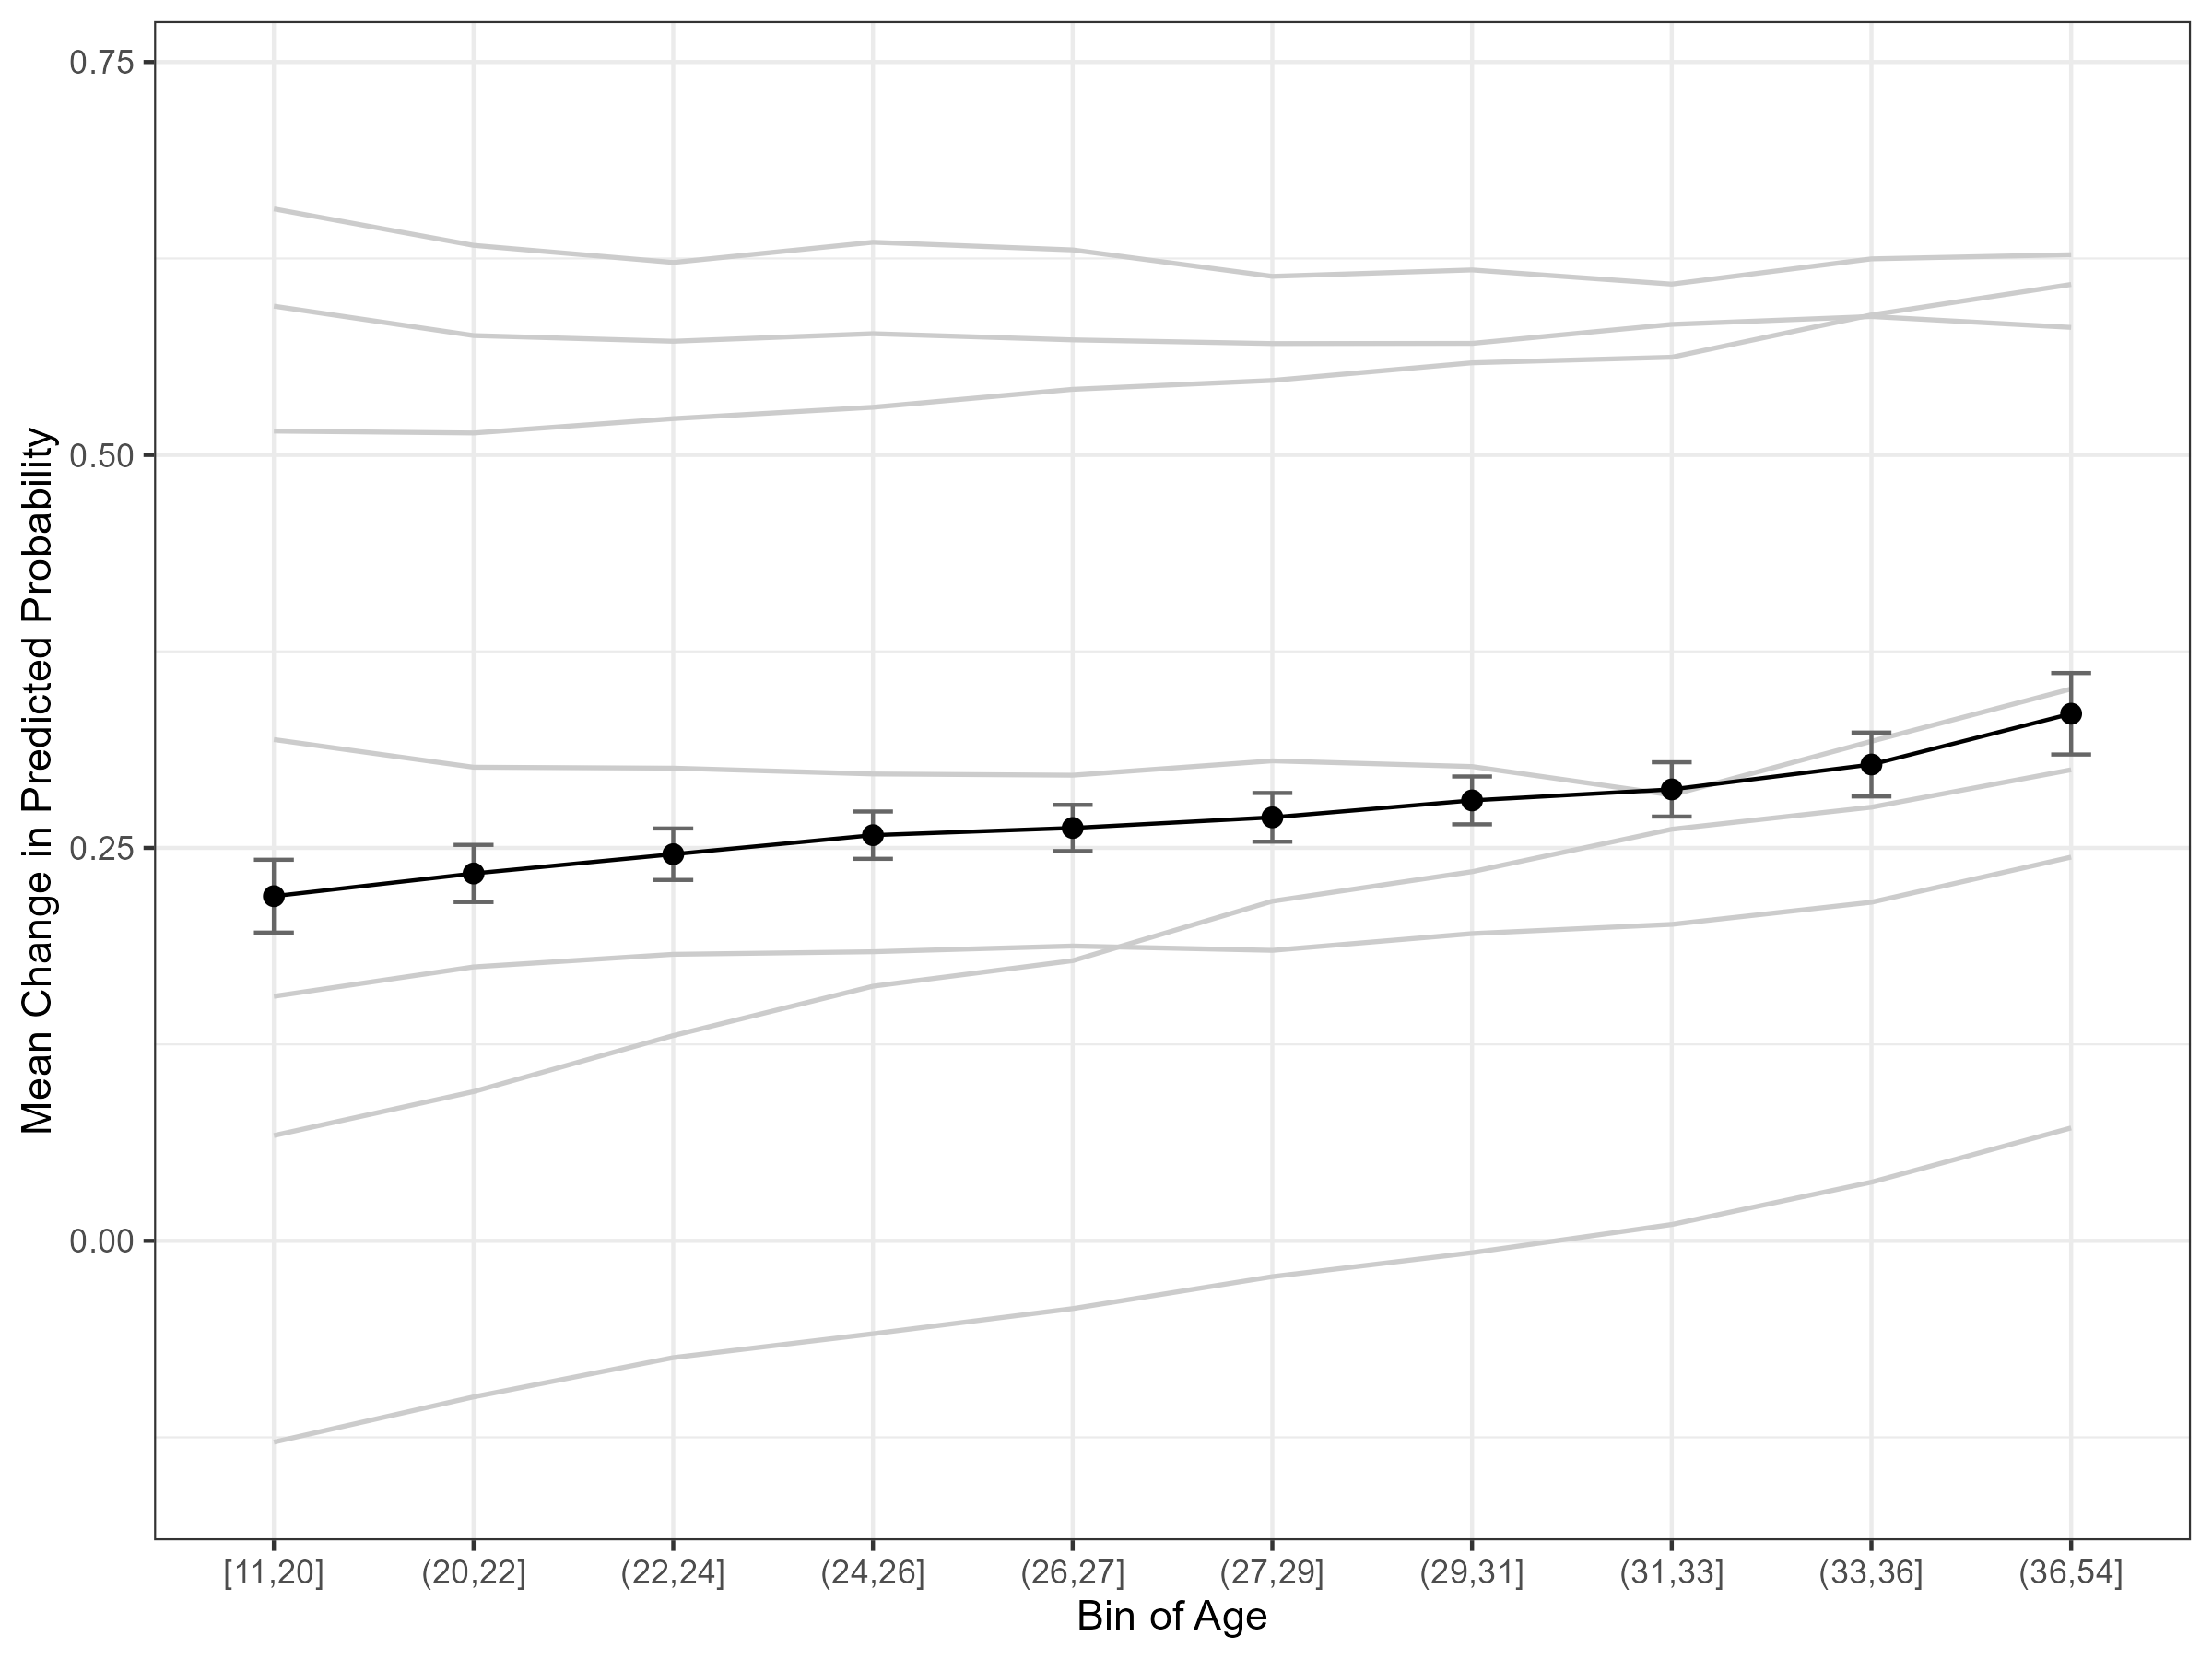 Mean Change in Predicted Probability
0.75
0.50
0.25
0.00
[11,20] (20,22] (22,24] (24,26] (26,27] (27,29] (29,31] (31,33] (33,36] (36,54]
Bin of Age